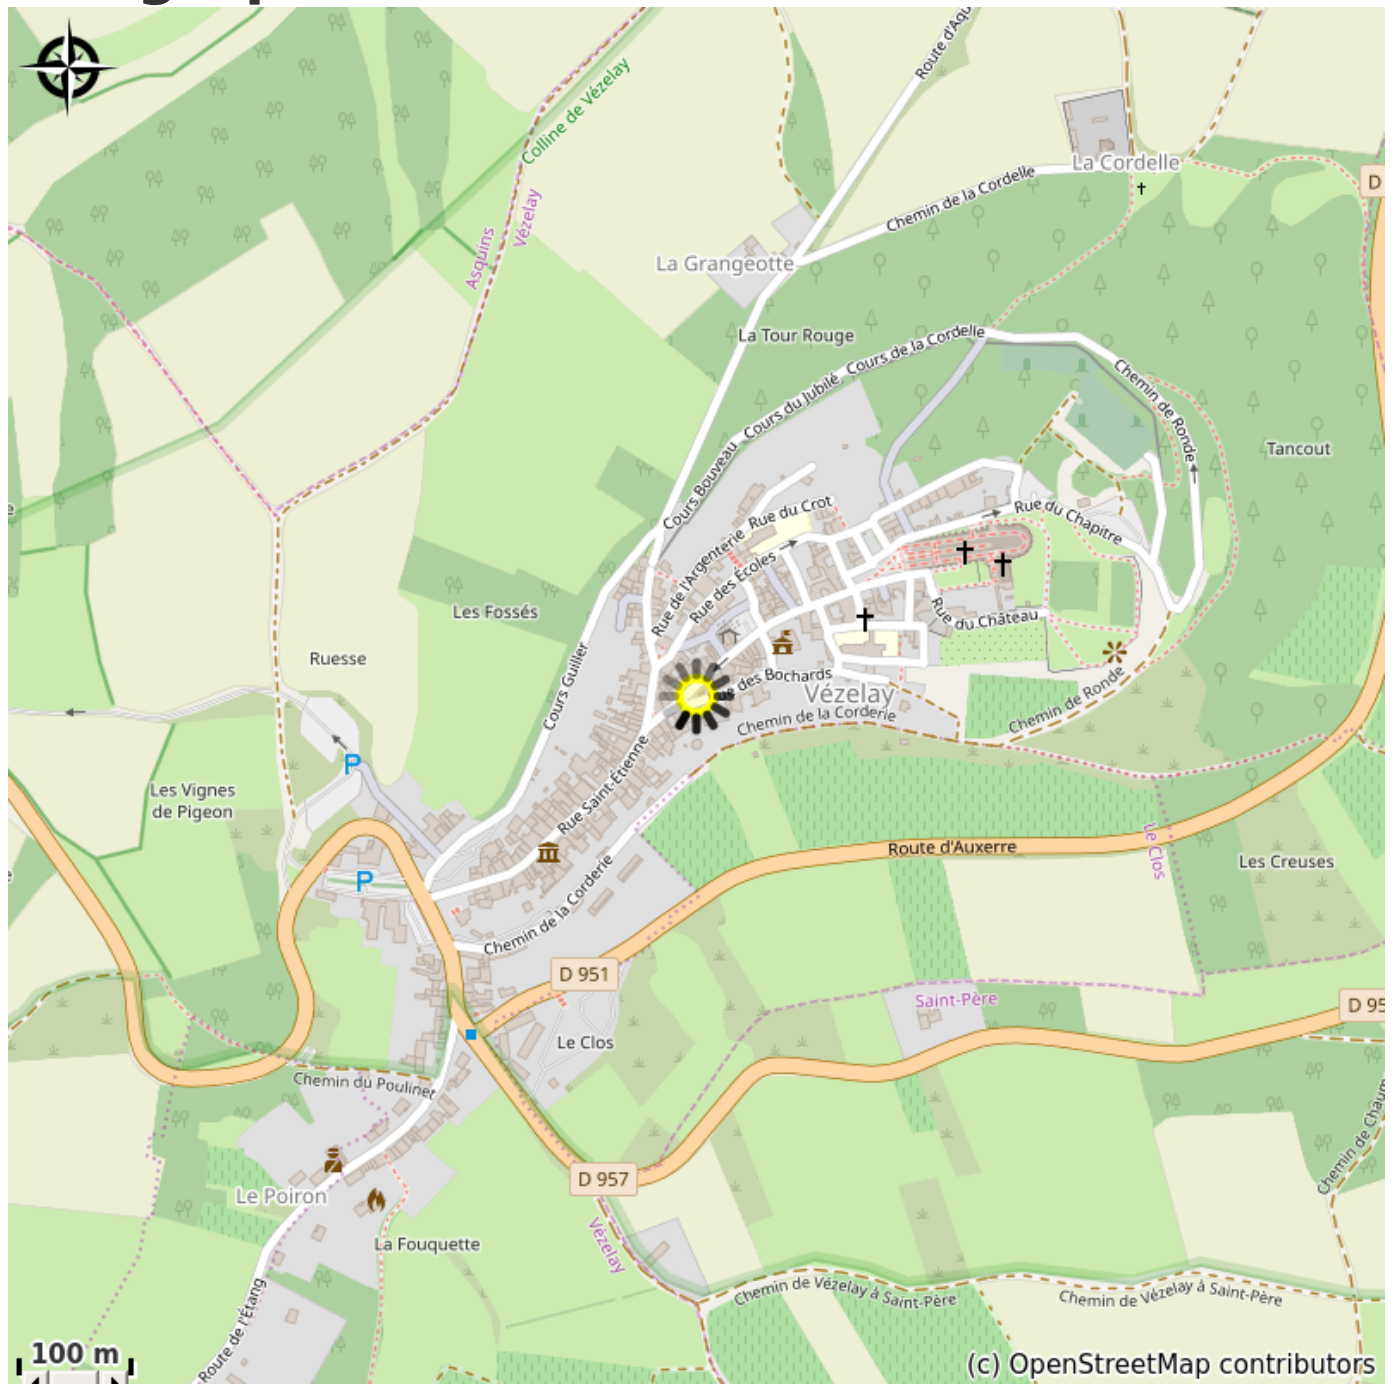 Route d'Aqu
Colline de Vézelay
La Cordelle
Vézelay
D
Chemin de la Cordelle
Asquins
La Grangeotte
La Tour Rouge
Cours de la Cordelle
Cours du Jubilé
Chemin de Ronde
Tancout
Cours Bouveau
Rue du Crot
Rue du Chapitre
Rue de l'Argenterie
Rue des Écoles
Les Fossés
Rue du Château
Ruesse
Cours Guiller
ue des Bochards
Vézelay
Chemin de Ronde
Chemin de la Corderie
P
Les Vignes
de Pigeon
Rue Saint-Étienne
Route d'Auxerre
Le Clos
Les Creuses
P
Chemin de la Corderie
D 951
Saint-Père
D 95
Le Clos
Chemin du Poulinet
Chemin de Chaum
D 957
Le Poiron
La Fouquette
Vézelay
Chemin de Vézelay à Saint-Père
Chemin de Vézelay à Saint-Père
Route de l'Étang
100 m
(c) OpenStreetMap contributors